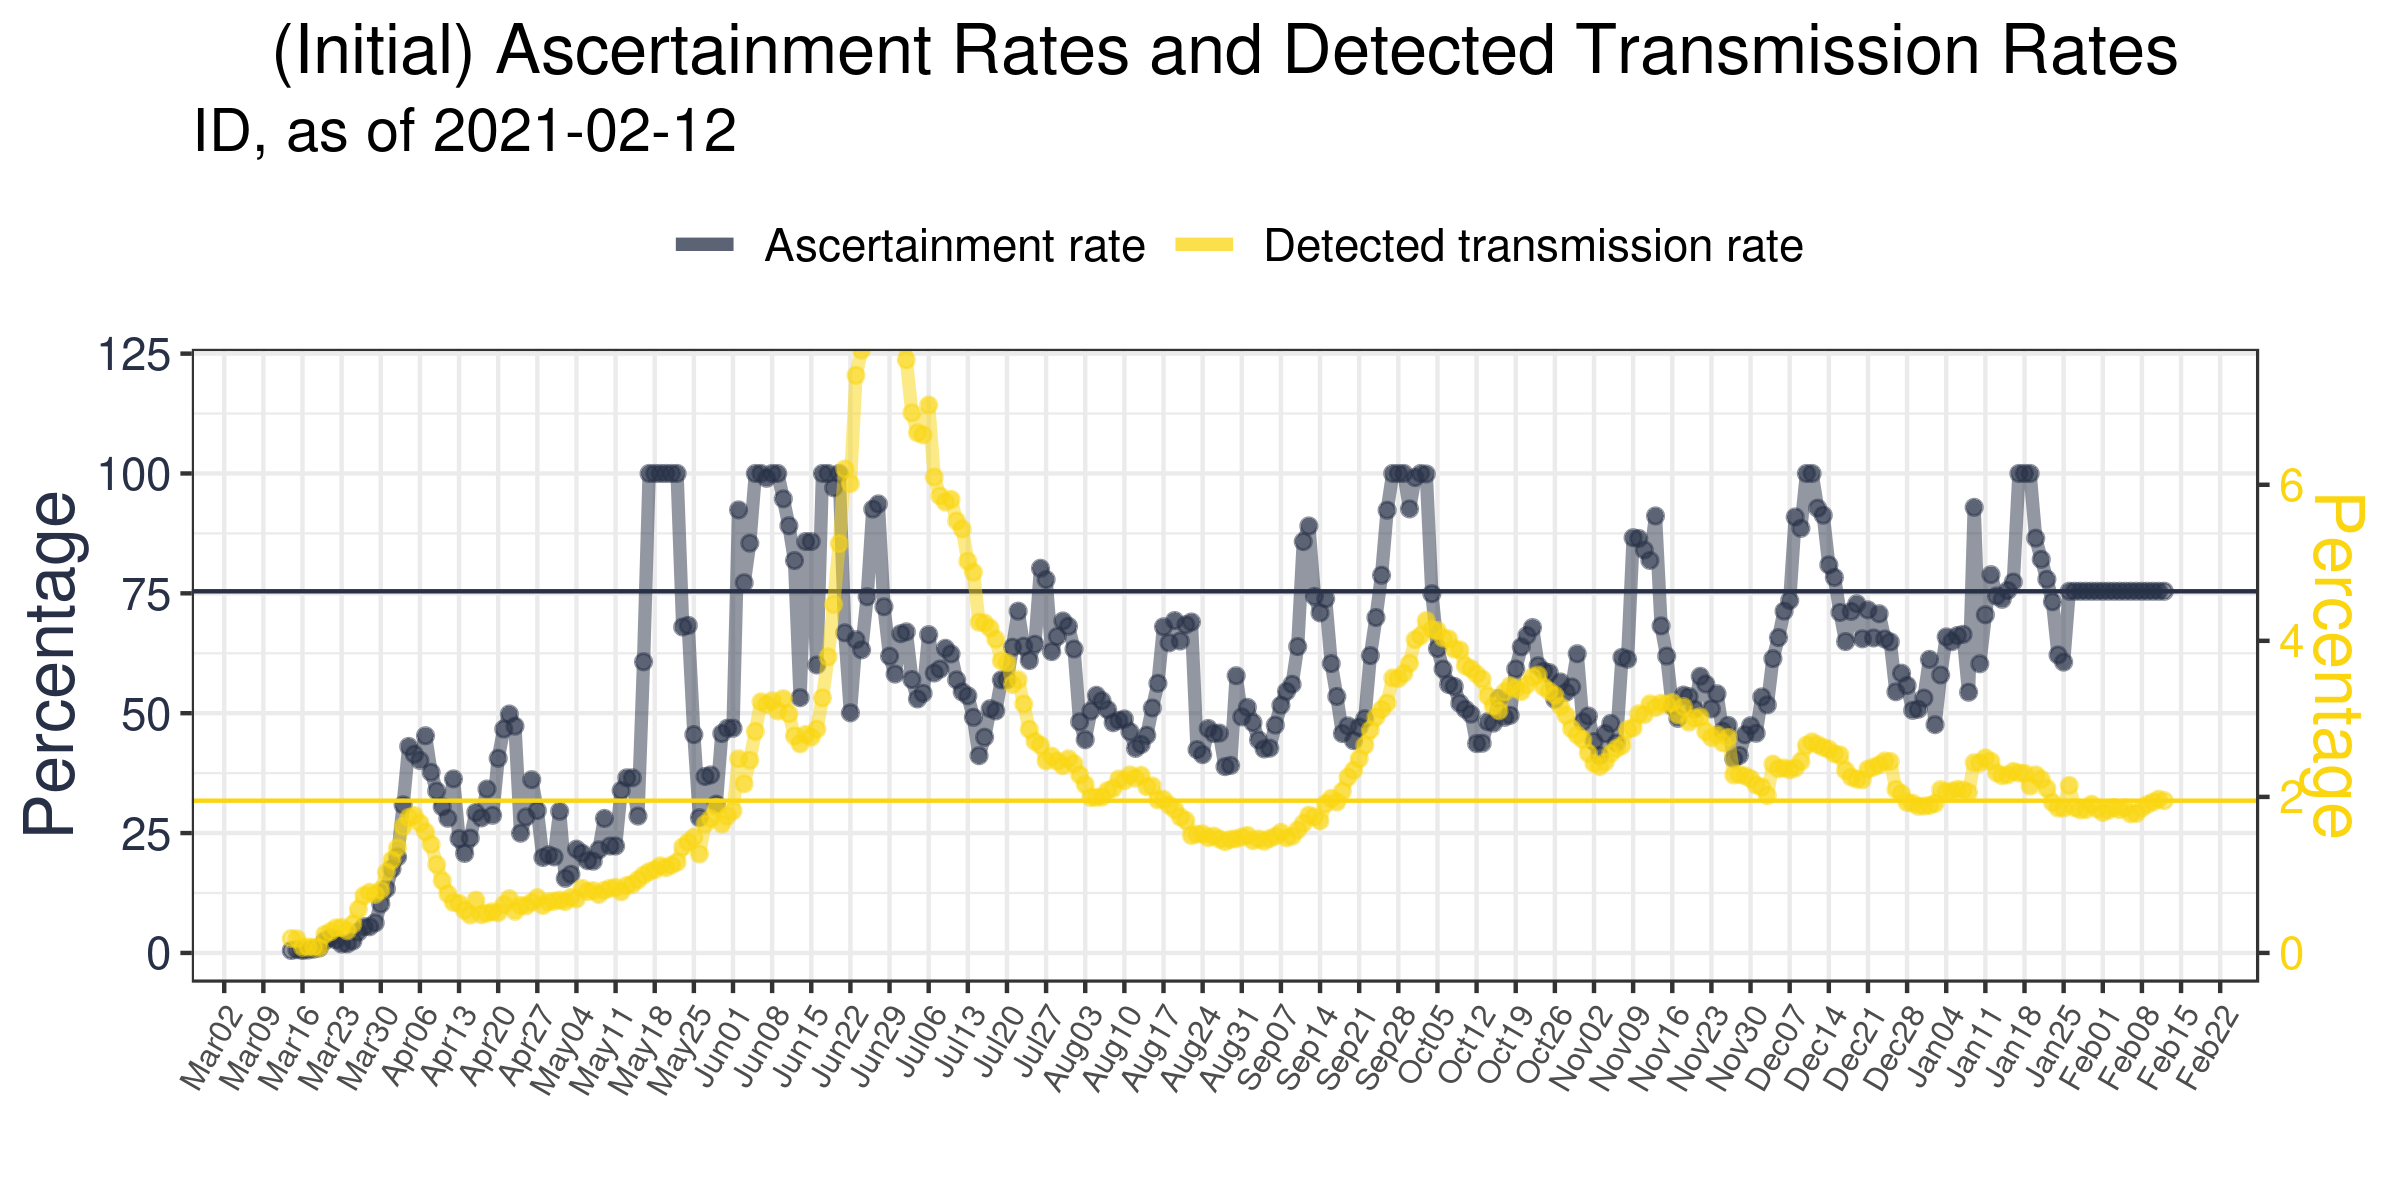 (Initial) Ascertainment Rates and Detected Transmission Rates
ID, as of 2021-02-12
Ascertainment rate Detected transmission rate
Percentage
125
100
75
50
25
0
6
4
2
0
Percentage
Mar02 Mar09 Mar16 Mar23 Mar30 Apr06 Apr13 Apr20 Apr27 May04 May11 May18 May25 Jun01 Jun08 Jun15 Jun22 Jun29 Jul06 Jul13 Jul20 Jul27 Aug03 Aug10 Aug17 Aug24 Aug31 Sep07 Sep14 Sep21 Sep28 Oct05 Oct12 Oct19 Oct26 Nov02 Nov09 Nov16 Nov23 Nov30 Dec07 Dec14 Dec21 Dec28 Jan04 Jan11 Jan18 Jan25 Feb01 Feb08 Feb15 Feb22